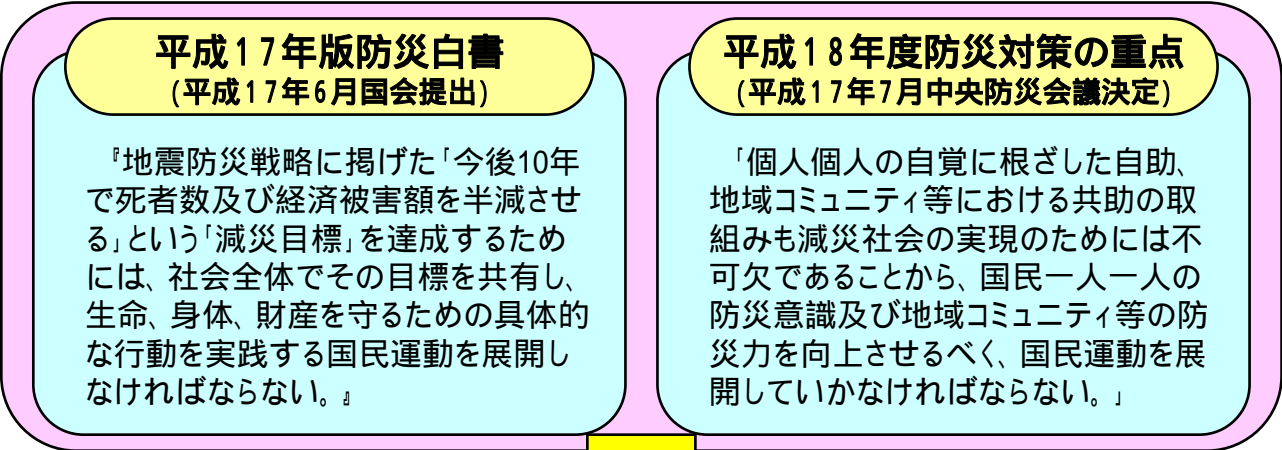 平成17年版防災白書
(平成17年6月国会提出)
『地震防災戦略に掲げた「今後10年
で死者数及び経済被害額を半減させ
る」という「減災目標」を達成するため
には、社会全体でその目標を共有し、
生命、身体、財産を守るための具体的
な行動を実践する国民運動を展開し
なければならない。』
平成18年度防災対策の重点
(平成17年7月中央防災会議決定)
「個人個人の自覚に根ざした自助、
地域コミュニティ等における共助の取
組みも減災社会の実現のためには不
可欠であることから、国民一人一人の
防災意識及び地域コミュニティ等の防
災力を向上させるべく、国民運動を展
開していかなければならない。」